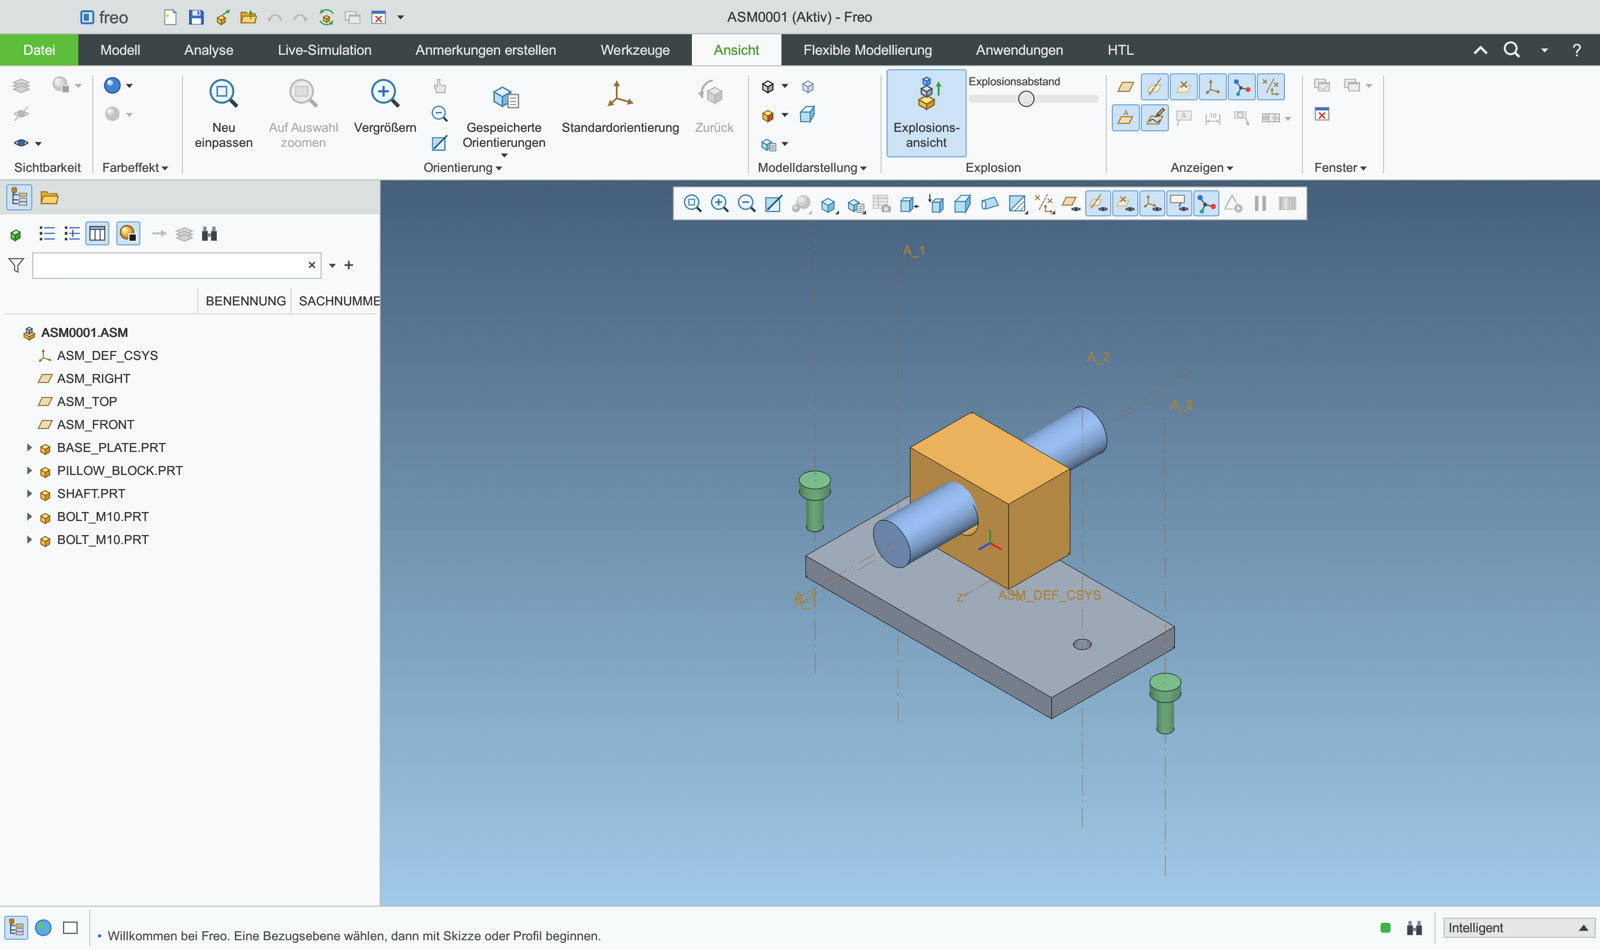 freo
ASM0001 (Aktiv) - Freo
Datei
Modell
Analyse
Live-Simulation
Anmerkungen erstellen
Werkzeuge
Ansicht
Flexible Modellierung
Anwendungen
HTL
?
Neu
einpassen
Auf Auswahl
zoomen
Vergrößern
Gespeicherte
Orientierungen
Standardorientierung
Zurück
Explosions-
ansicht
Explosionsabstand
Sichtbarkeit
Farbeffekt
Orientierung
Modelldarstellung
Explosion
Anzeigen
Fenster
BENENNUNG
SACHNUMME
ASM0001.ASM
ASM_DEF_CSYS
ASM_RIGHT
ASM_TOP
ASM_FRONT
BASE_PLATE.PRT
PILLOW_BLOCK.PRT
SHAFT.PRT
BOLT_M10.PRT
BOLT_M10.PRT
A_1
A_2
Z
ASM_DEF_CSYS
• Willkommen bei Freo. Eine Bezugsebene wählen, dann mit Skizze oder Profil beginnen.
Intelligent